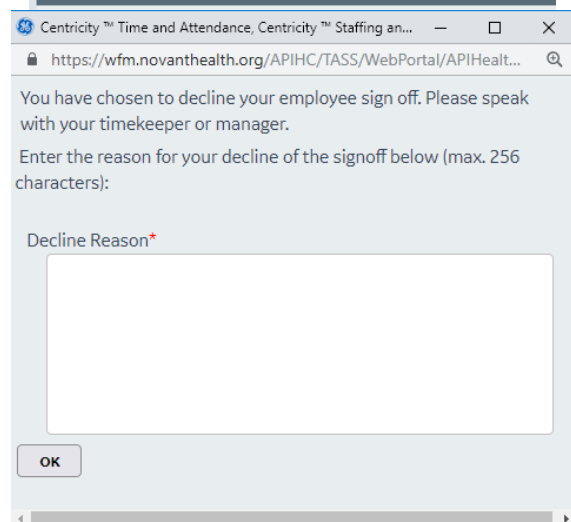 Centricity ™ Time and Attendance, Centricity ™ Staffing an...
https://wfm.novanthealth.org/APIHC/TASS/WebPortal/APIHealt...
You have chosen to decline your employee sign off. Please speak
with your timekeeper or manager.
Enter the reason for your decline of the signoff below (max. 256
characters):
Decline Reason*
OK